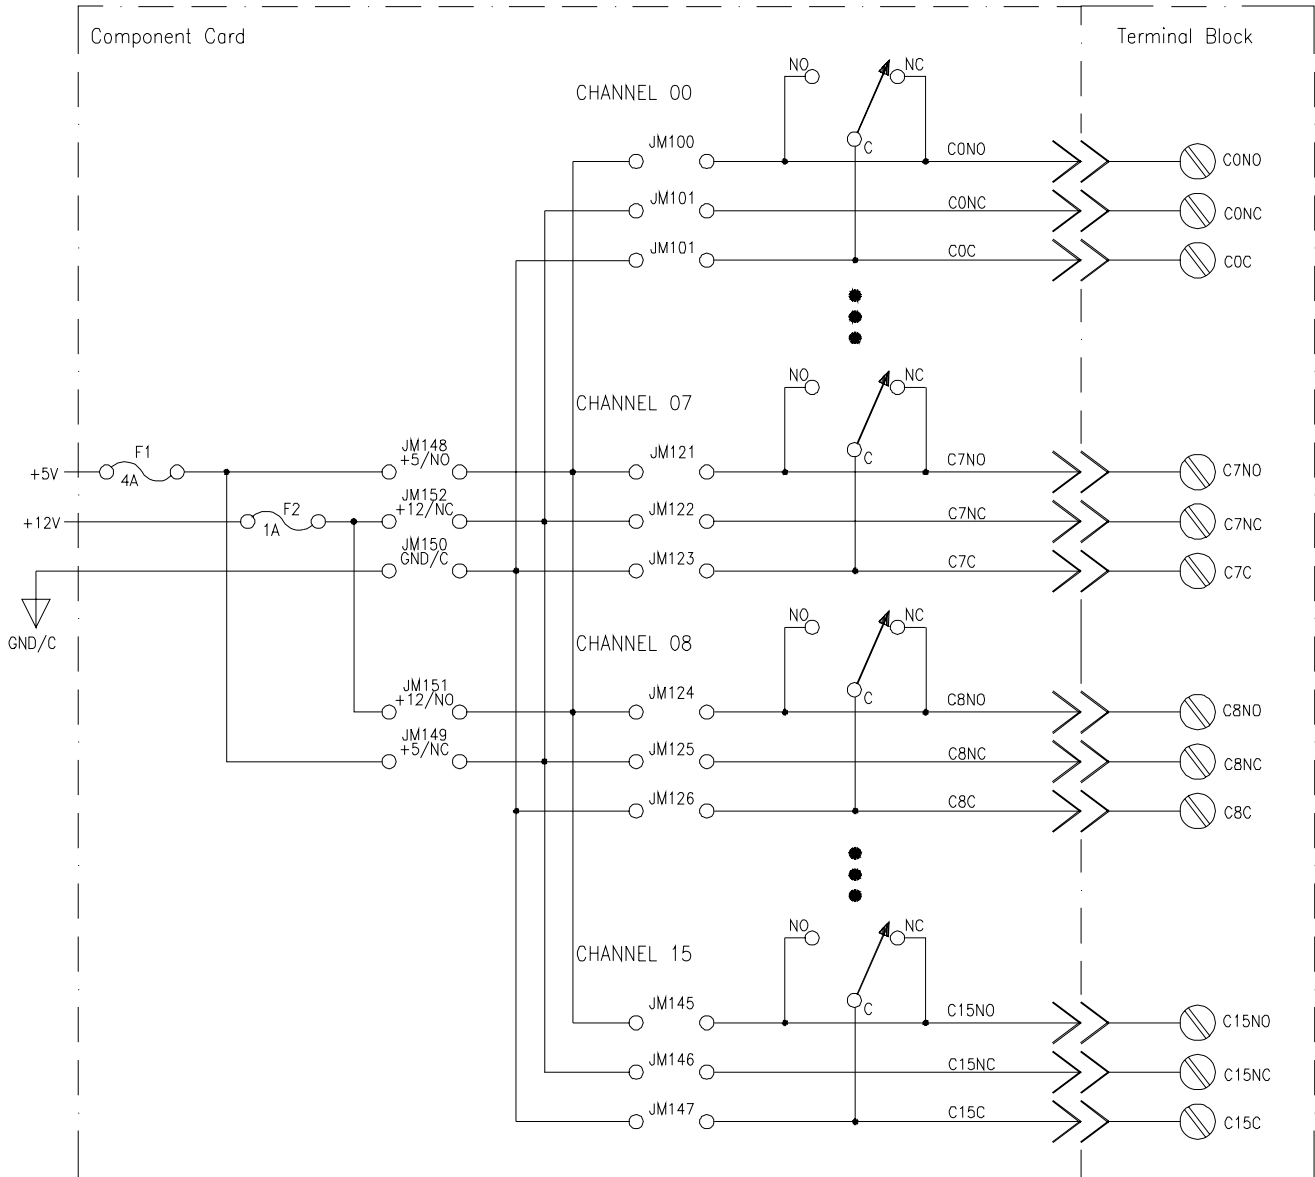 Component Card
Terminal Block
CHANNEL 00
NO
NC
C
JM100
C0NO
C0NO
JM101
C0NC
C0NC
JM101
C0C
C0C
CHANNEL 07
NO
NC
C
+5V
F1
4A
JM148
+5/NO
JM121
C7NO
C7NO
+12V
F2
1A
JM152
+12/NC
JM122
C7NC
C7NC
JM150
GND/C
JM123
C7C
C7C
GND/C
CHANNEL 08
NO
NC
C
JM151
+12/NO
JM124
C8NO
C8NO
JM149
+5/NC
JM125
C8NC
C8NC
JM126
C8C
C8C
CHANNEL 15
NO
NC
C
JM145
C15NO
C15NO
JM146
C15NC
C15NC
JM147
C15C
C15C